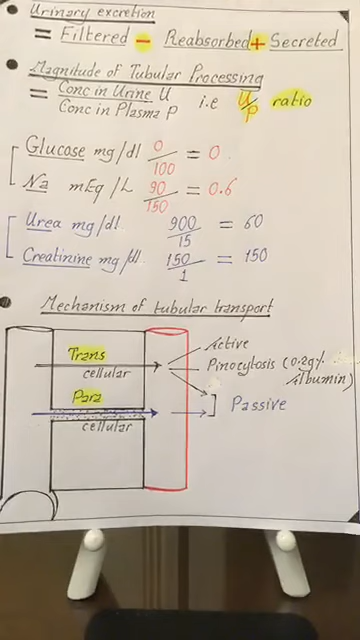 Urinary excretion
= Filtered - Reabsorbed + Secreted
Magnitude of Tubular Processing
= Conc in Urine U / Conc in Plasma P i.e U/P ratio
Glucose mg/dl 0/100 = 0
Na mEq/L 90/150 = 0.6
Urea mg/dl 900/15 = 60
Creatinine mg/dl 150/1 = 150
Mechanism of tubular transport
Active
Trans
cellular
Pinocytosis (0.2g%
Albumin)
Para
cellular
Passive